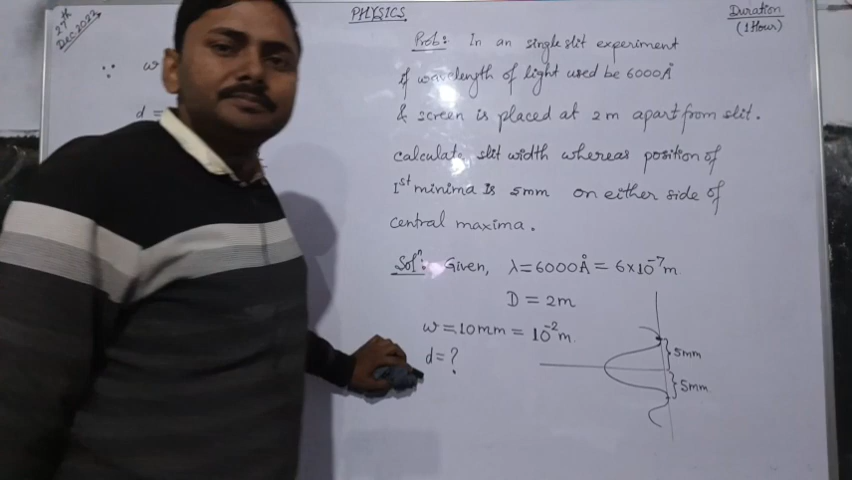 27th
Dec 2023
PHYSICS
Duration
(1 Hour)
∵ w
d =
Prob: In an single slit experiment
if wavelength of light used be 6000Å
& screen is placed at 2m apart from slit.
calculate slit width whereas position of
1st minima is 5mm on either side of
central maxima.
Solⁿ: Given, λ=6000Å = 6×10⁻⁷m
D = 2m
w = 10mm = 10⁻²m.
d = ?
5mm
5mm